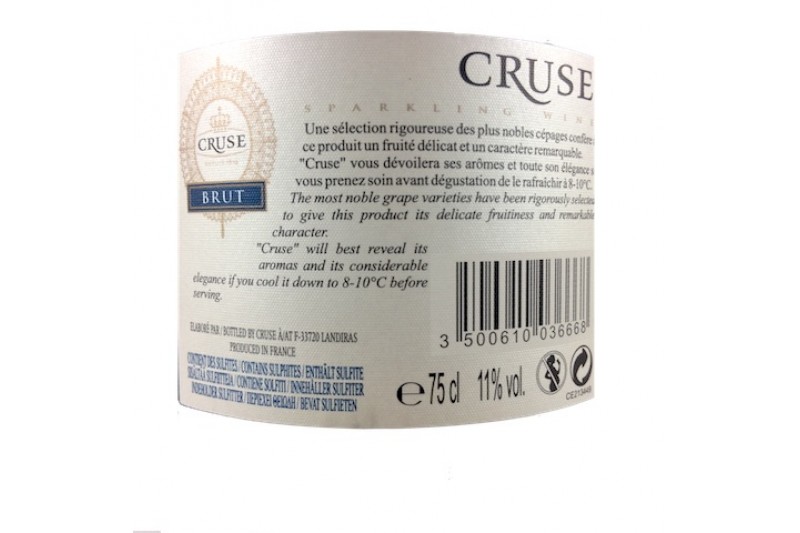 CRUSE
SPARKLING WINE
CRUSE
BRUT
Une sélection rigoureuse des plus nobles cépages confère
ce produit un fruité délicat et un caractère remarquable.
"Cruse" vous dévoilera ses arômes et toute son élégance
vous prenez soin avant dégustation de le rafraîchir à 8-10°C.
The most noble grape varieties have been rigorously
to give this product its delicate fruitiness and remarkable
character.
"Cruse" will best reveal its
aromas and its considerable
elegance if you cool it down to 8-10°C before
serving.
ELABORÉ PAR / BOTTLED BY CRUSE À/AT F-33720 LANDIRAS
PRODUCED IN FRANCE
CONTIENT DES SULFITES / CONTAINS SULPHITES / ENTHÄLT SULFITE
CONTIENE SOLFITI / INNEHÅLLER SULFITER
INDEHOLDER SULFITTER / ΠΕΡΙΕΧΕΙ ΘΕΙΩΔΗ / BEVAT SULFIETEN
3 500610 036668
e 75 cl 11% vol.